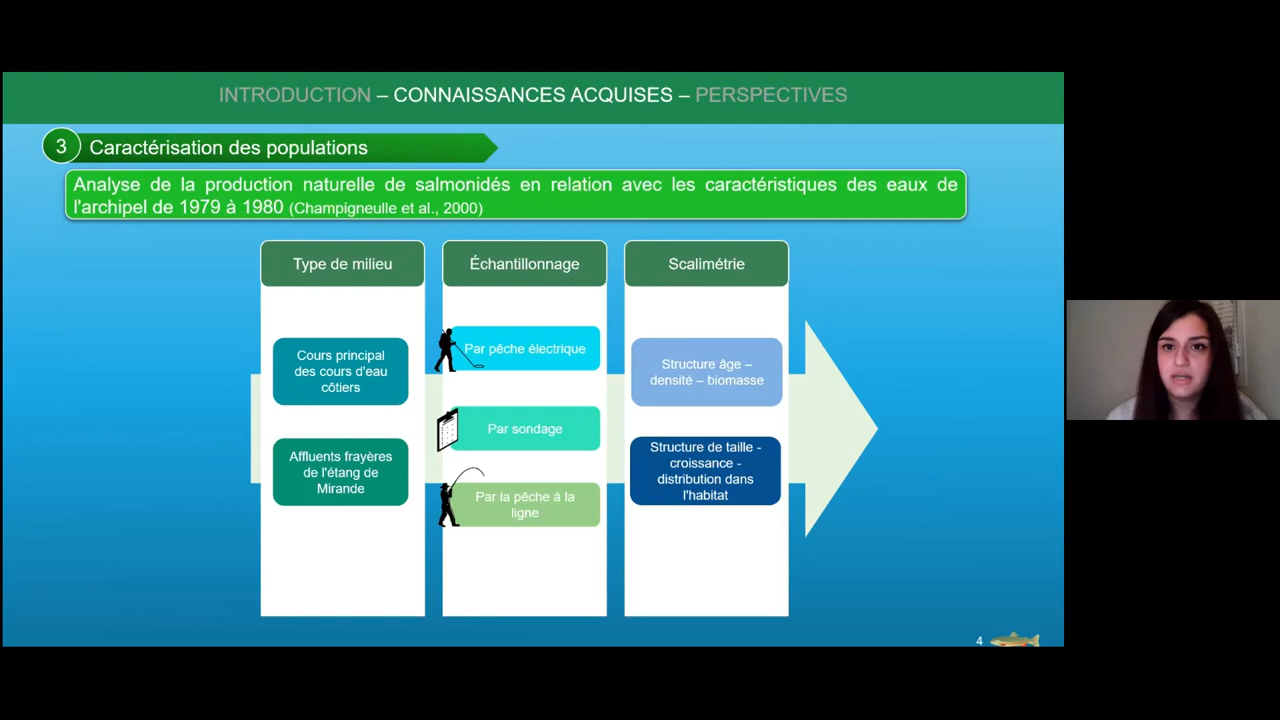 INTRODUCTION – CONNAISSANCES ACQUISES – PERSPECTIVES
3
Caractérisation des populations
Analyse de la production naturelle de salmonidés en relation avec les caractéristiques des eaux de
l'archipel de 1979 à 1980 (Champigneulle et al., 2000)
Type de milieu
Cours principal
des cours d'eau
côtiers
Affluents frayères
de l'étang de
Mirande
Échantillonnage
Par pêche électrique
Par sondage
Par la pêche à la
ligne
Scalimétrie
Structure âge –
densité – biomasse
Structure de taille -
croissance -
distribution dans
l'habitat
4